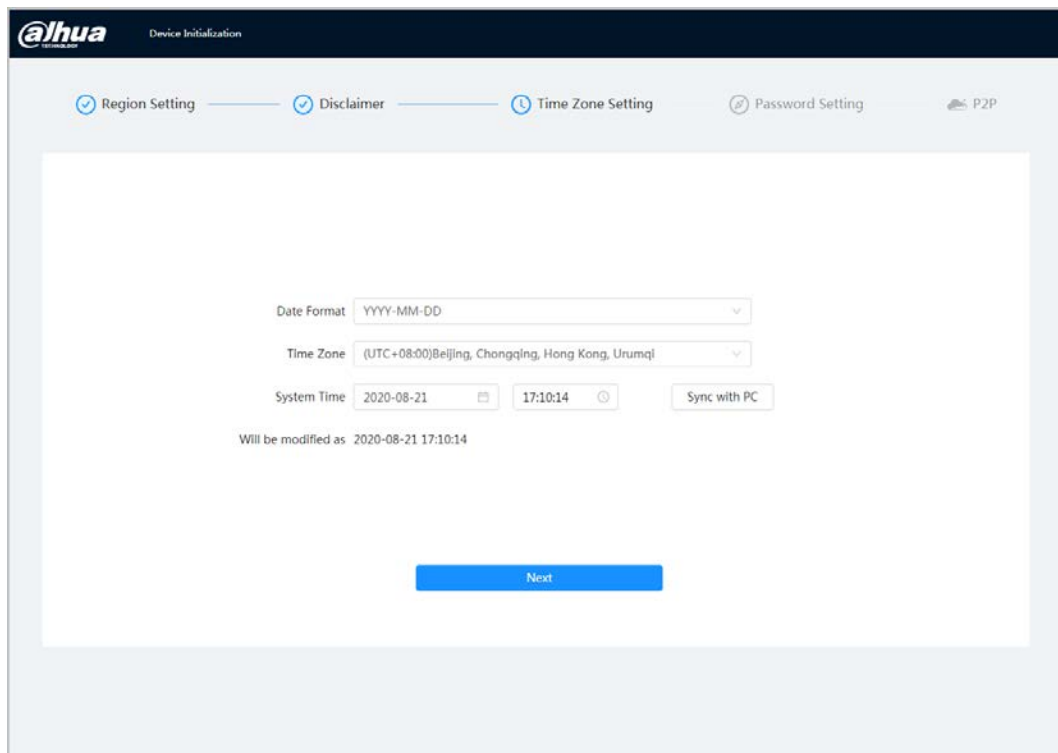 alhua
TECHNOLOGY
Device Initialization
Region Setting
Disclaimer
Time Zone Setting
Password Setting
P2P
Date Format YYYY-MM-DD
Time Zone (UTC+08:00)Beijing, Chongqing, Hong Kong, Urumqi
System Time 2020-08-21 17:10:14 Sync with PC
Will be modified as 2020-08-21 17:10:14
Next